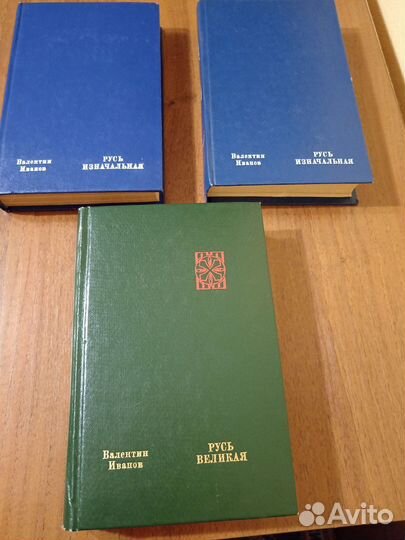 Валентин
Иванов
РУСЬ
ИЗНАЧАЛЬНАЯ
Валентин
Иванов
РУСЬ
ИЗНАЧАЛЬНАЯ
Валентин
Иванов
РУСЬ
ВЕЛИКАЯ
Avito